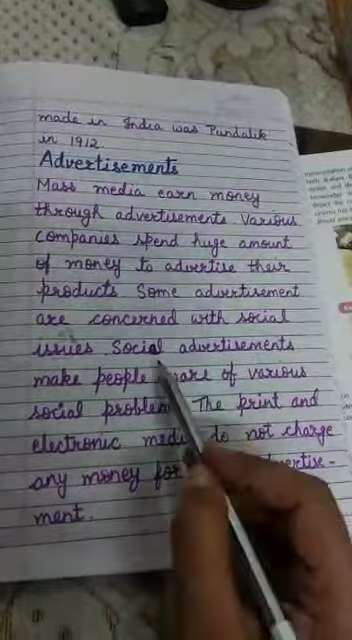 made in India was Pundalik
in 1912.
Advertisements
Mass media earn money
through advertisements. Various
companies spend huge amount
of money to advertise their
products. Some advertisement
are concerned with social
issues. Social advertisements
make people aware of various
social problem. The print and
electronic media do not charge
any money for advertise-
ment.